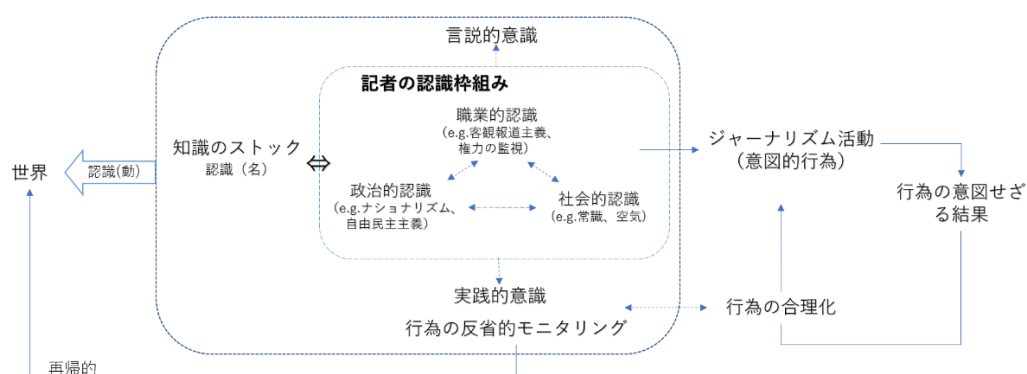 言説的意識
記者の認識枠組み
職業的認識
(e.g.客観報道主義、
権力の監視)
知識のストック
認識（名）
⇔
世界
認識(動)
政治的認識
(e.g.ナショナリズム、
自由民主主義)
社会的認識
(e.g.常識、空気)
ジャーナリズム活動
（意図的行為）
行為の意図せざ
る結果
実践的意識
行為の反省的モニタリング
行為の合理化
再帰的